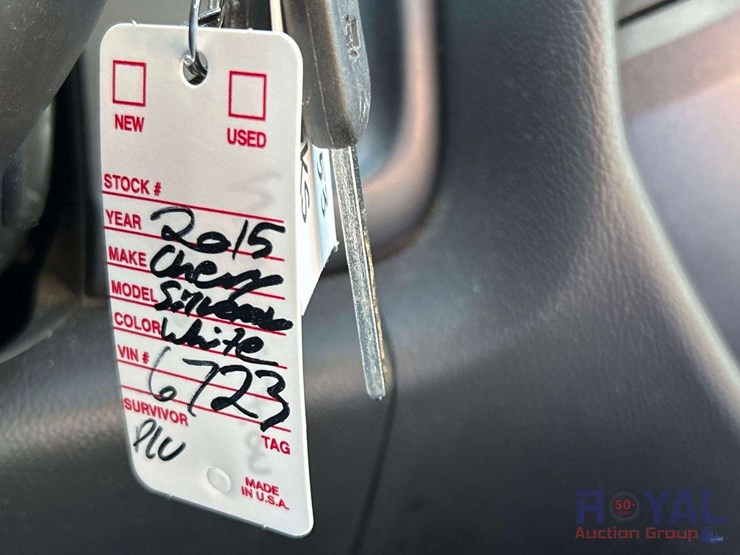 NEW USED
STOCK #
YEAR 2015
MAKE Chevy
MODEL Silverado
COLOR White
VIN # 6723
SURVIVOR TAG
MADE
IN U.S.A.
ROYAL
Auction Group